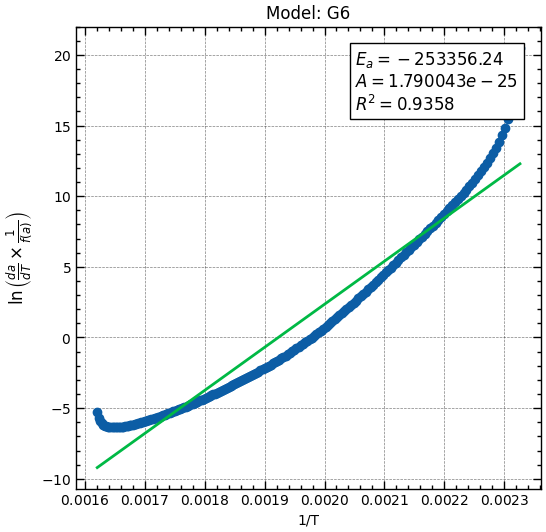 Model: G6
E_a = −253356.24
A = 1.790043e − 25
R^2 = 0.9358
ln(da/dT × 1/f(a))
20
15
10
5
0
−5
−10
0.0016 0.0017 0.0018 0.0019 0.0020 0.0021 0.0022 0.0023
1/T